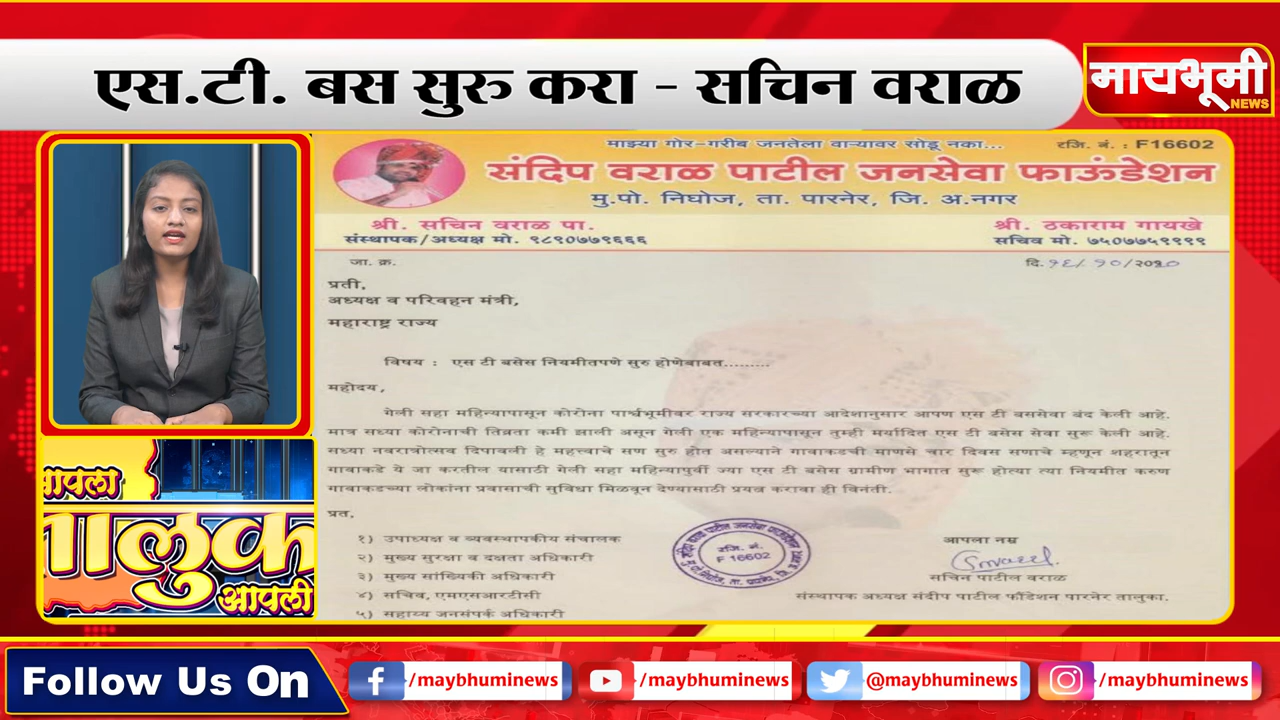 एस.टी. बस सुरु करा - सचिन वराळ
मायभूमी
NEWS
माझ्या गोर-गरीब जनतेला वाऱ्यावर सोडू नका...
रजि. नं. : F16602
संदिप वराळ पाटील जनसेवा फाऊंडेशन
मु.पो. निघोज, ता. पारनेर, जि. अ.नगर
श्री. सचिन वराळ पा.
श्री. ठकाराम गायखे
संस्थापक/अध्यक्ष मो. ९८९०७७९६६६
सचिव मो. ७५०७७५९९९९
जा. क्र.
दि.१६/१०/२०२०
प्रती,
अध्यक्ष व परिवहन मंत्री,
महाराष्ट्र राज्य
विषय : एस टी बसेस नियमीतपणे सुरु होणेबाबत.........
महोदय,
गेली सहा महिन्यापासून कोरोना पार्श्वभूमीवर राज्य सरकारच्या आदेशानुसार आपण एस टी बससेवा बंद केली आहे.
मात्र सध्या कोरोनाची तिव्रता कमी झाली असून गेली एक महिन्यापासून तुम्ही मर्यादित एस टी बसेस सेवा सुरू केली आहे.
सध्या नवरात्रोत्सव दिपावली हे महत्त्वाचे सण सुरु होत असल्याने गावाकडची माणसे चार दिवस सणाचे म्हणून शहरातून
गावाकडे ये जा करतील यासाठी गेली सहा महिन्यापुर्वी ज्या एस टी बसेस ग्रामीण भागात सुरू होत्या त्या नियमीत करुण
गावाकडच्या लोकांना प्रवासाची सुविधा मिळवून देण्यासाठी प्रयत्न करावा ही विनंती.
प्रत,
१) उपाध्यक्ष व व्यवस्थापकीय संचालक
२) मुख्य सुरक्षा व दक्षता अधिकारी
३) मुख्य सांख्यिकी अधिकारी
४) सचिव, एमएसआरटीसी
५) सहाय्य जनसंपर्क अधिकारी
रजि. नं.
F 16602
आपला नम्र
सचिन पाटील वराळ
संस्थापक अध्यक्ष संदीप पाटील फौंडेशन पारनेर तालुका.
आपला
तालुका
आपली
Follow Us On
/maybhuminews
/maybhuminews
@maybhuminews
/maybhuminews